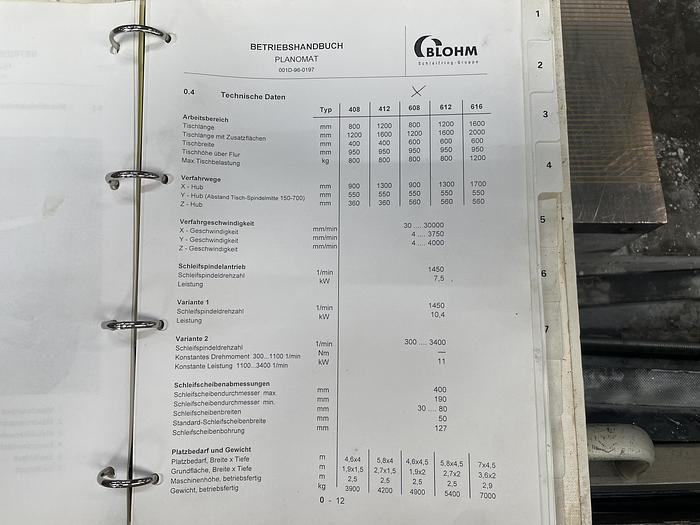 BETRIEBSHANDBUCH
PLANOMAT
001D-96-0197
BLOHM
Schleifring-Gruppe
0.4 Technische Daten
Typ 408 412 608 612 616
Arbeitsbereich
Tischlänge mm 800 1200 800 1200 1600
Tischlänge mit Zusatzflächen mm 1200 1600 1200 1600 2000
Tischbreite mm 400 400 600 600 600
Tischhöhe über Flur mm 950 950 950 950 950
Max.Tischbelastung kg 800 800 800 800 1200
Verfahrwege
X - Hub mm 900 1300 900 1300 1700
Y - Hub (Abstand Tisch-Spindelmitte 150-700) mm 550 550 550 550 550
Z - Hub mm 360 360 560 560 560
Verfahrgeschwindigkeit
X - Geschwindigkeit mm/min 30 .... 30000
Y - Geschwindigkeit mm/min 4 .... 3750
Z - Geschwindigkeit mm/min 4 .... 4000
Schleifspindelantrieb
Schleifspindeldrehzahl 1/min 1450
Leistung kW 7,5
Variante 1
Schleifspindeldrehzahl 1/min 1450
Leistung kW 10,4
Variante 2
Schleifspindeldrehzahl 1/min 300 .... 3400
Konstantes Drehmoment 300...1100 1/min Nm —
Konstante Leistung 1100...3400 1/min kW 11
Schleifscheibenabmessungen
Schleifscheibendurchmesser max. mm 400
Schleifscheibendurchmesser min. mm 190
Schleifscheibenbreiten mm 30 .... 80
Standard-Schleifscheibenbreite mm 50
Schleifscheibenbohrung mm 127
Platzbedarf und Gewicht
Platzbedarf, Breite x Tiefe m 4,6x4 5,8x4 4,6x4,5 5,8x4,5 7x4,5
Grundfläche, Breite x Tiefe m 1,9x1,5 2,7x1,5 1,9x2 2,7x2 3,6x2
Maschinenhöhe, betriebsfertig m 2,5 2,5 2,5 2,5 2,9
Gewicht, betriebsfertig kg 3900 4200 4900 5400 7000
0 - 12
1
2
3
4
5
6
7